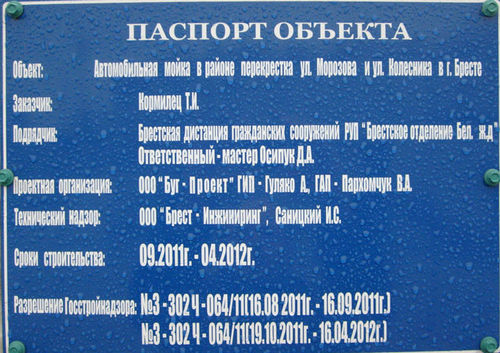 ПАСПОРТ ОБЪЕКТА
Объект: Автомобильная мойка в районе перекрестка ул. Морозова и ул. Колесника в г. Бресте
Заказчик: Кормилец Т.И.
Подрядчик: Брестская дистанция гражданских сооружений РУП "Брестское отделение Бел. ж.д"
Ответственный - мастер Осипук Д.А.
Проектная организация: ООО "Буг - Проект" ГИП - Гуляко А., ГАП - Пархомчук В.А.
Технический надзор: ООО "Брест - Инжиниринг", Саницкий И.С.
Сроки строительства: 09.2011г. - 04.2012г.
Разрешение Госстройнадзора: №3 - 302 Ч - 064/11(16.08 2011г. - 16.09.2011г.)
№3 - 302 Ч - 064/11(19.10.2011г. - 16.04.2012г.)